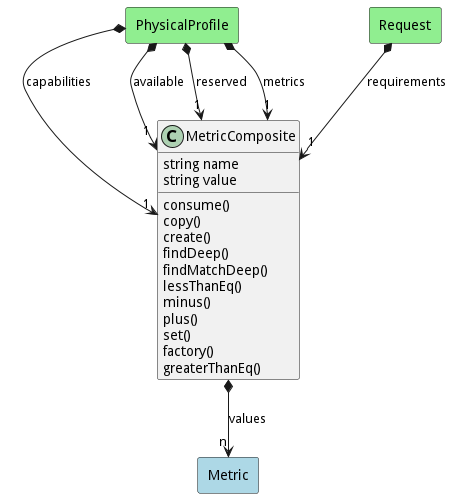 PhysicalProfile
Request
capabilities
available
reserved
metrics
requirements
1
1
1
1
1
C MetricComposite
string name
string value
consume()
copy()
create()
findDeep()
findMatchDeep()
lessThanEq()
minus()
plus()
set()
factory()
greaterThanEq()
values
n
Metric